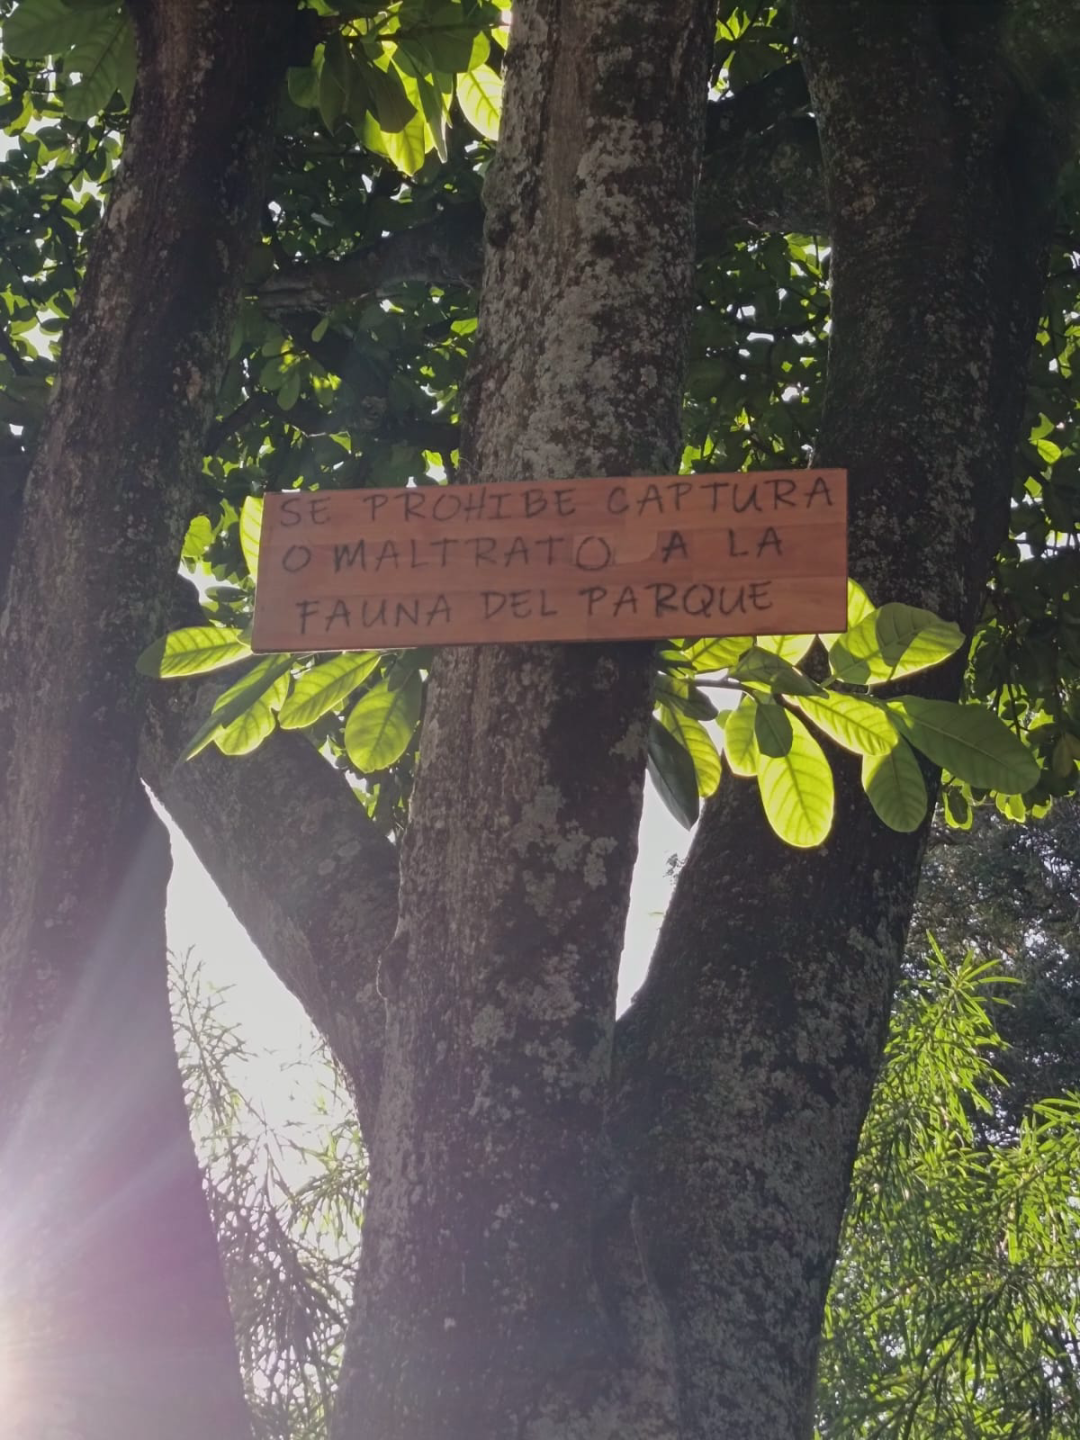 SE PROHIBE CAPTURA
O MALTRATO A LA
FAUNA DEL PARQUE